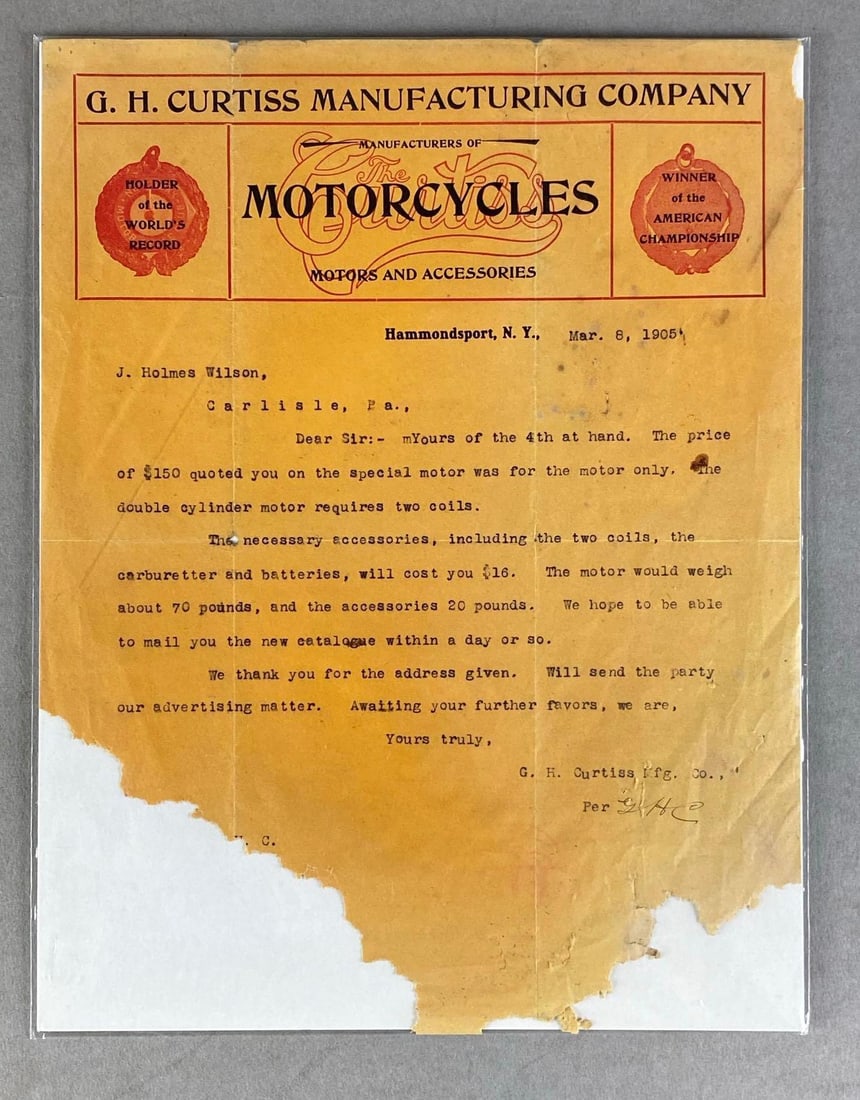 G. H. CURTISS MANUFACTURING COMPANY
HOLDER
of the
WORLD'S
RECORD
MANUFACTURERS OF
The
Curtiss
MOTORCYCLES
MOTORS AND ACCESSORIES
WINNER
of the
AMERICAN
CHAMPIONSHIP
Hammondsport, N. Y., Mar. 8, 1905
J. Holmes Wilson,
Carlisle, Pa.,
Dear Sir:- mYours of the 4th at hand. The price
of $150 quoted you on the special motor was for the motor only. The
double cylinder motor requires two coils.
The necessary accessories, including the two coils, the
carburetter and batteries, will cost you $16. The motor would weigh
about 70 pounds, and the accessories 20 pounds. We hope to be able
to mail you the new catalogue within a day or so.
We thank you for the address given. Will send the party
our advertising matter. Awaiting your further favors, we are,
Yours truly,
G. H. Curtiss Mfg. Co.,"
Per G H C
C.